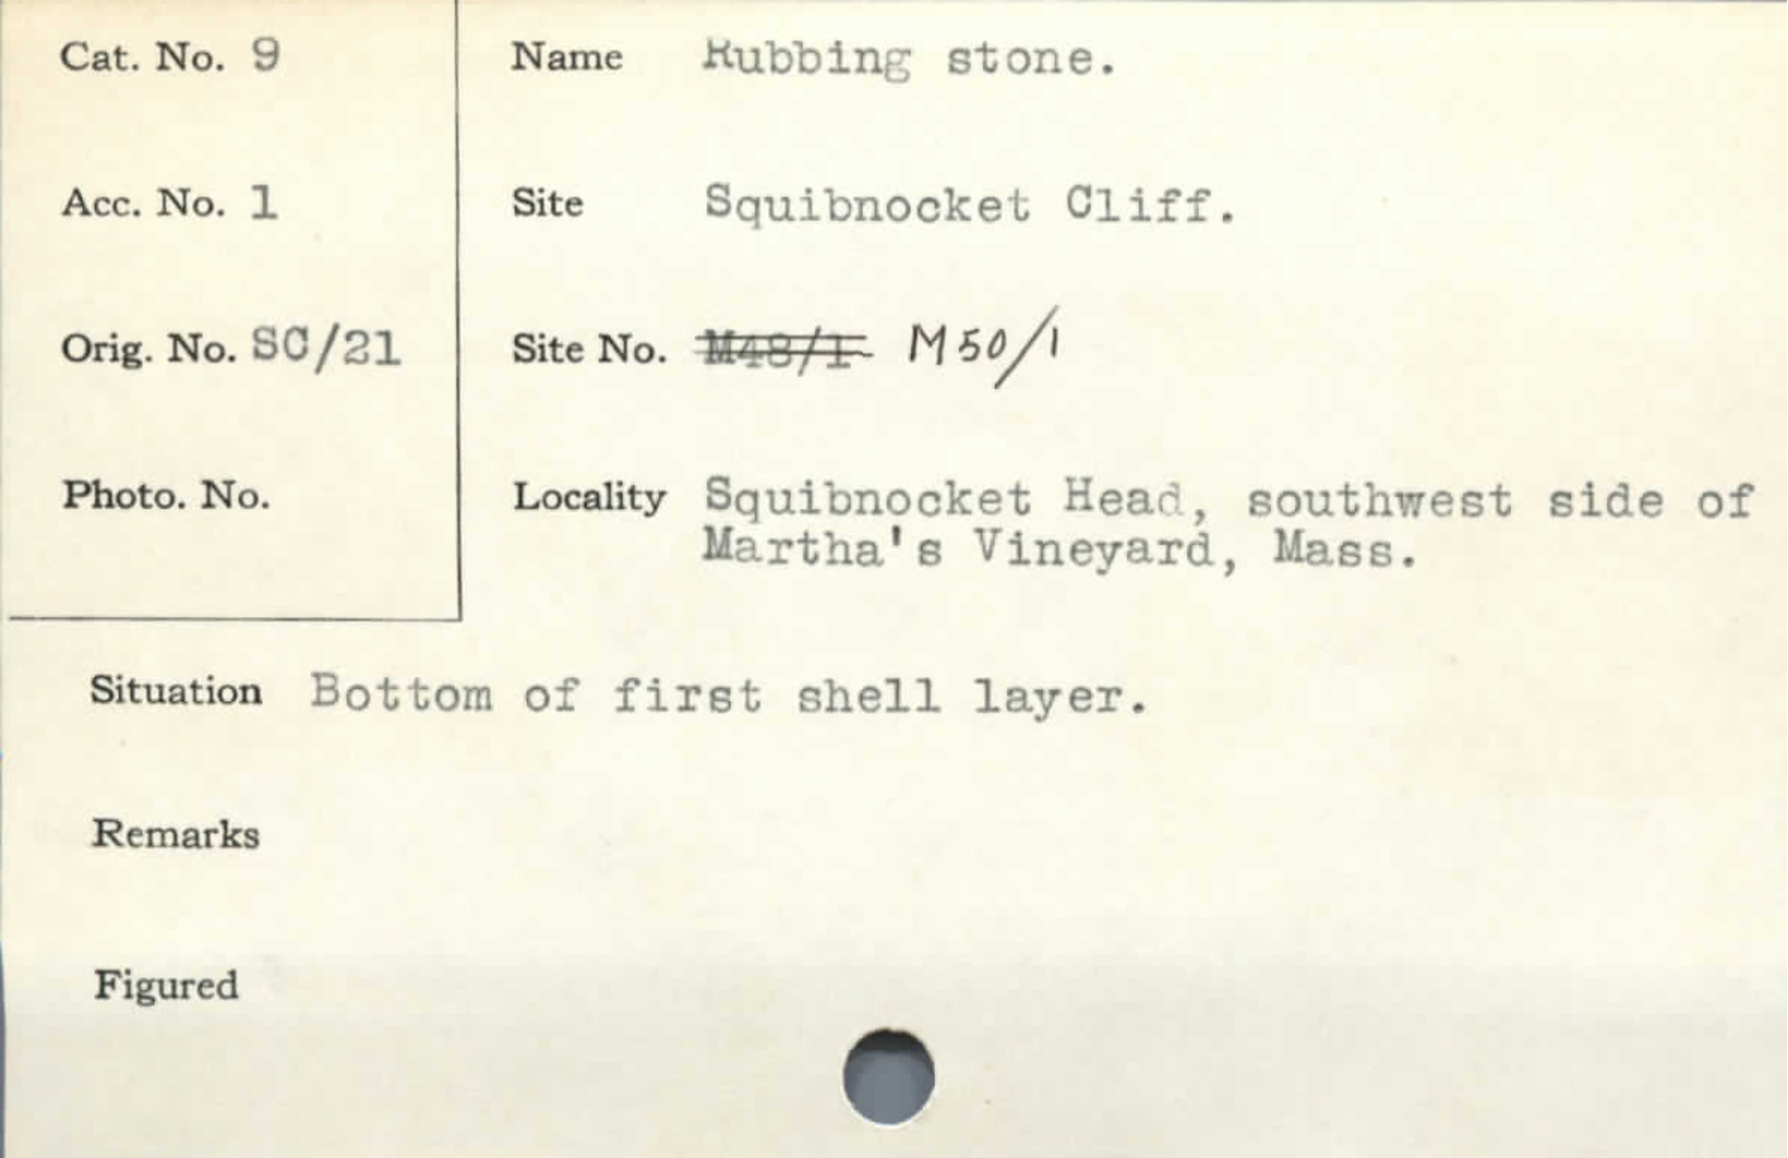 Cat. No. 9
Acc. No. 1
Orig. No. SC/21
Photo. No.
Name Rubbing stone.
Site Squibnocket Cliff.
Site No. M48/1 M50/1
Locality Squibnocket Head, southwest side of
Martha's Vineyard, Mass.
Situation Bottom of first shell layer.
Remarks
Figured